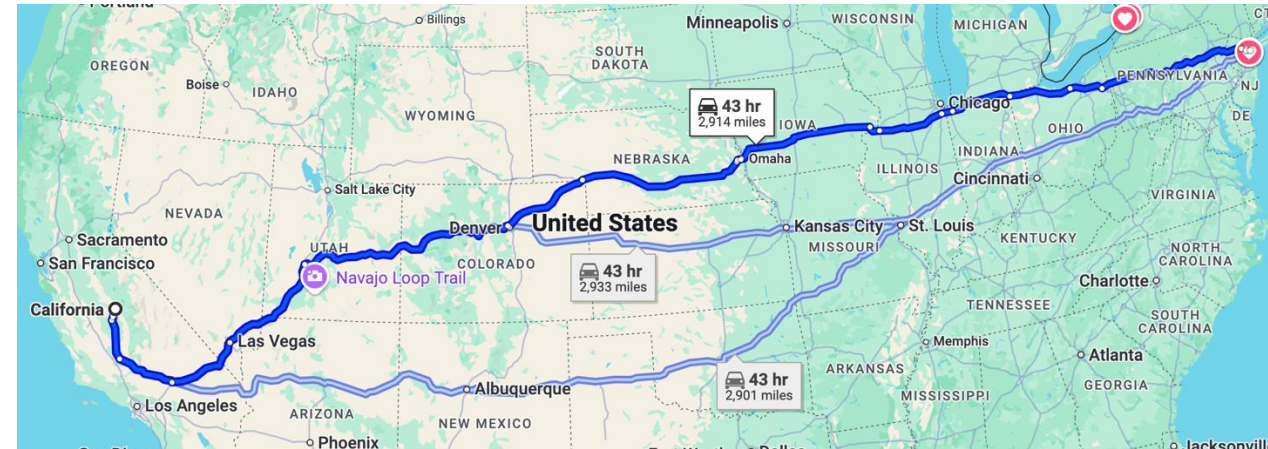 Portland
Billings
Minneapolis
WISCONSIN
MICHIGAN
CT
SOUTH
DAKOTA
OREGON
Boise
IDAHO
PENNSYLVANIA
NJ
WYOMING
43 hr
2,914 miles
IOWA
Chicago
OHIO
DE
NEBRASKA
Omaha
INDIANA
ILLINOIS
Salt Lake City
Cincinnati
NEVADA
VIRGINIA
Denver
United States
Kansas City
St. Louis
Sacramento
UTAH
MISSOURI
KENTUCKY
San Francisco
COLORADO
NORTH
CAROLINA
43 hr
2,933 miles
Navajo Loop Trail
Charlotte
California
TENNESSEE
SOUTH
CAROLINA
Las Vegas
Memphis
Atlanta
ARKANSAS
43 hr
2,901 miles
Albuquerque
GEORGIA
MISSISSIPPI
Los Angeles
ARIZONA
NEW MEXICO
Phoenix
Dallas
Jacksonville